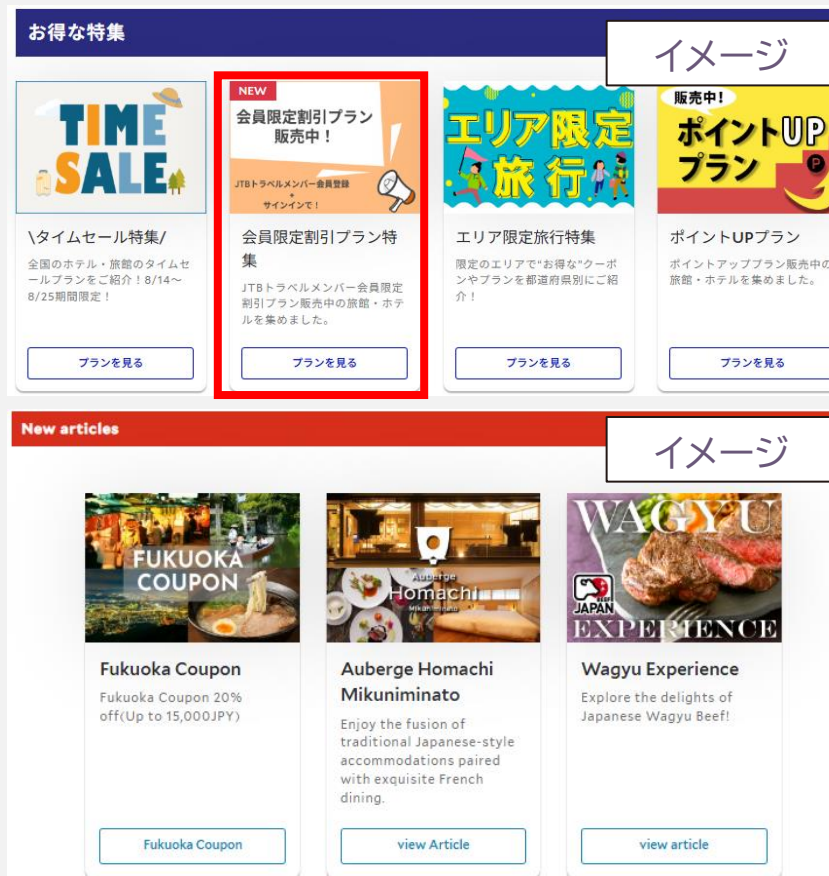 お得な特集
イメージ
TIME
SALE
\タイムセール特集/
全国のホテル・旅館のタイムセ
ールプランをご紹介！8/14～
8/25期間限定！
プランを見る
NEW
会員限定割引プラン
販売中！
JTBトラベルメンバー会員登録
+
サインインで！
会員限定割引プラン特
集
JTBトラベルメンバー会員限定
割引プラン販売中の旅館・ホテ
ルを集めました。
プランを見る
エリア限定
旅行
エリア限定旅行特集
限定のエリアで"お得な"クーポ
ンやプランを都道府県別にご紹
介！
プランを見る
販売中！
ポイントUP
プラン
P
ポイントUPプラン
ポイントアッププラン販売中の
旅館・ホテルを集めました。
プランを見る
New articles
イメージ
FUKUOKA
COUPON
Fukuoka Coupon
Fukuoka Coupon 20%
off(Up to 15,000JPY)
Fukuoka Coupon
Auberge
Homachi
Mikuniminato
Auberge Homachi
Mikuniminato
Enjoy the fusion of
traditional Japanese-style
accommodations paired
with exquisite French
dining.
view Article
WAGYU
BEEF
JAPAN
EXPERIENCE
Wagyu Experience
Explore the delights of
Japanese Wagyu Beef!
view article